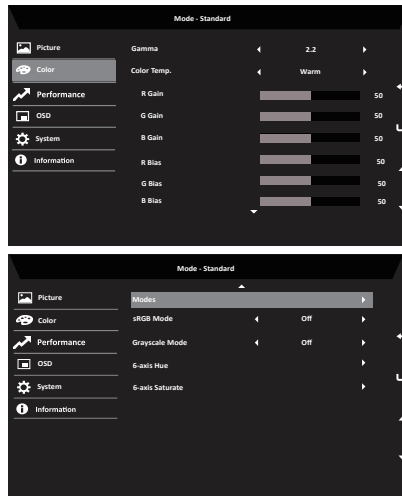 Mode - Standard
Picture
Color
Performance
OSD
System
Information
Gamma 2.2
Color Temp. Warm
R Gain 50
G Gain 50
B Gain 50
R Bias 50
G Bias 50
B Bias 50
Mode - Standard
Picture
Color
Performance
OSD
System
Information
Modes
sRGB Mode Off
Grayscale Mode Off
6-axis Hue
6-axis Saturate